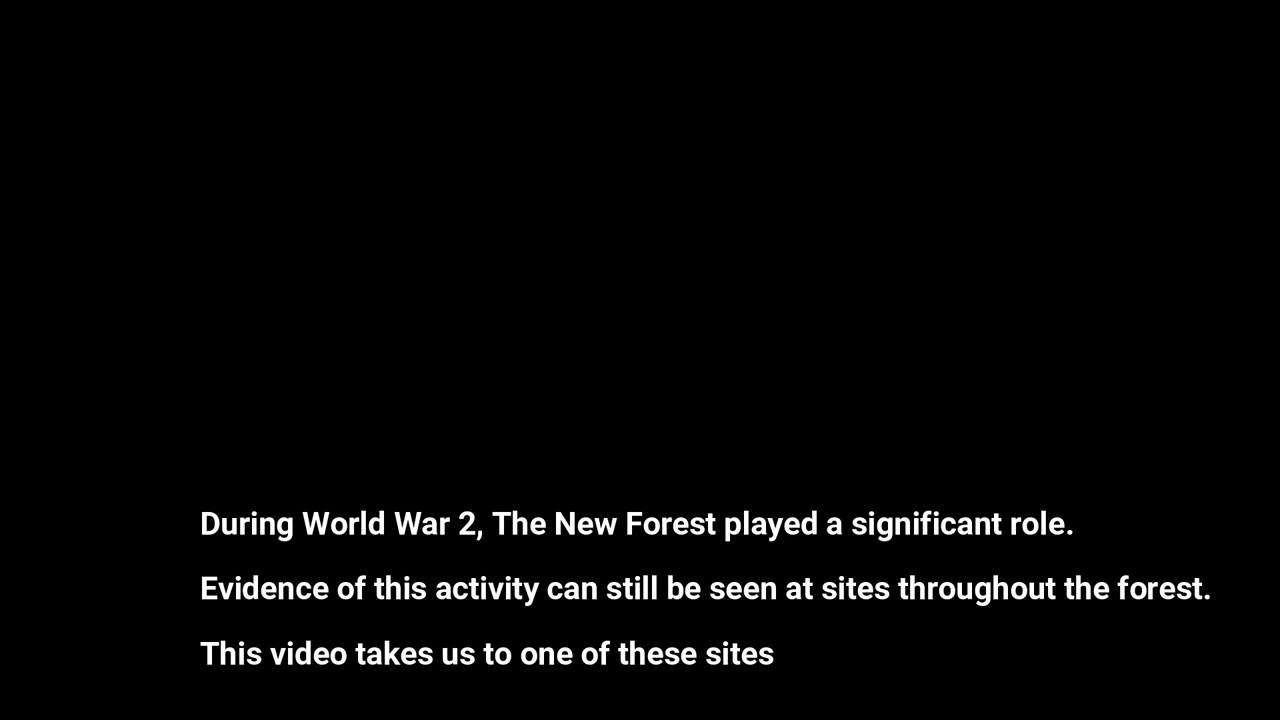 During World War 2, The New Forest played a significant role.
Evidence of this activity can still be seen at sites throughout the forest.
This video takes us to one of these sites